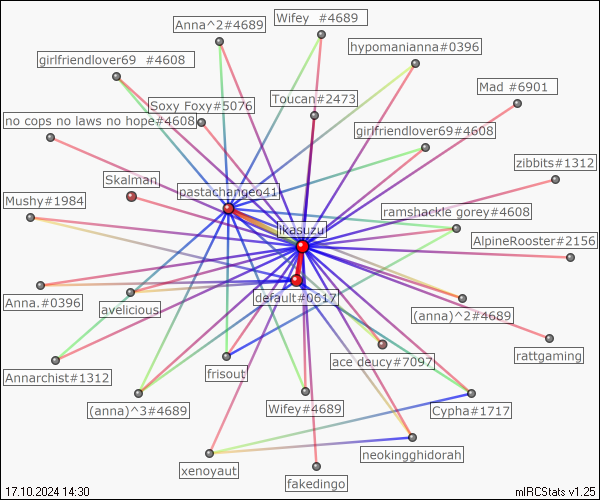 Wifey #4689
Anna^2#4689
hypomanianna#0396
girlfriendlover69 #4608
Mad #6901
Toucan#2473
Soxy Foxy#5076
no cops no laws no hope#4608
girlfriendlover69#4608
zibbits#1312
Skalman
pastachangeo41
Mushy#1984
ramshackle gorey#4608
ikasuzu
AlpineRooster#2156
default#0617
Anna.#0396
avelicious
(anna)^2#4689
rattgaming
ace deucy#7097
frisout
Annarchist#1312
(anna)^3#4689
Wifey#4689
Cypha#1717
neokingghidorah
xenoyaut
fakedingo
17.10.2024 14:30
mIRCStats v1.25